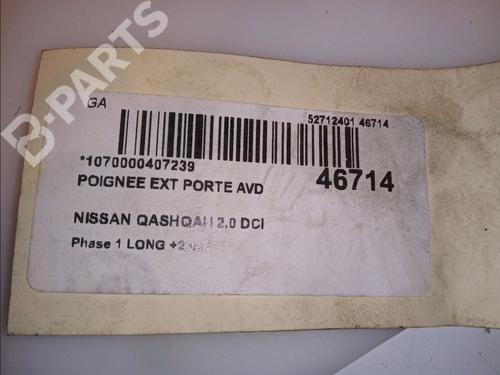 B-PARTS
GA
52712401 46714
*1070000407239
46714
POIGNEE EXT PORTE AVD
NISSAN QASHQAI 2.0 DCI
Phase 1 LONG +2